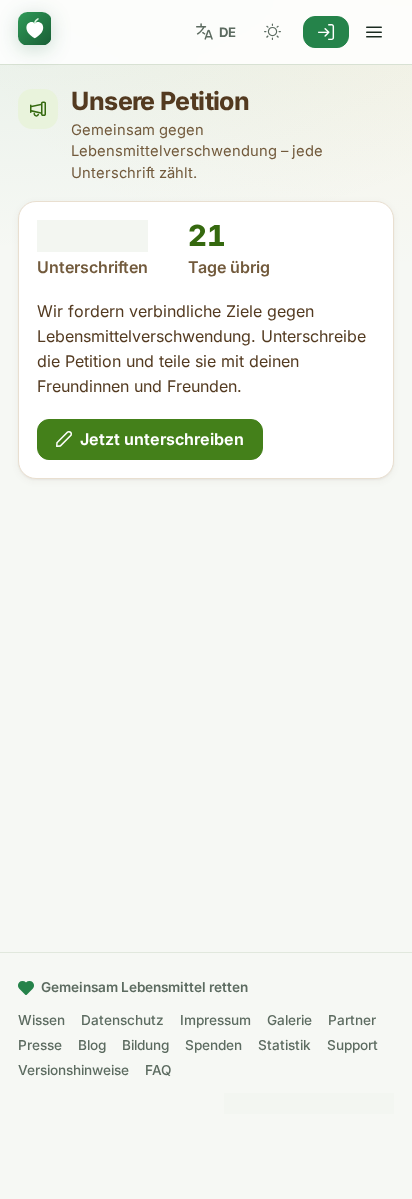 DE
Unsere Petition
Gemeinsam gegen
Lebensmittelverschwendung – jede
Unterschrift zählt.
21
Unterschriften Tage übrig
Wir fordern verbindliche Ziele gegen
Lebensmittelverschwendung. Unterschreibe
die Petition und teile sie mit deinen
Freundinnen und Freunden.
Jetzt unterschreiben
Gemeinsam Lebensmittel retten
Wissen Datenschutz Impressum Galerie Partner
Presse Blog Bildung Spenden Statistik Support
Versionshinweise FAQ